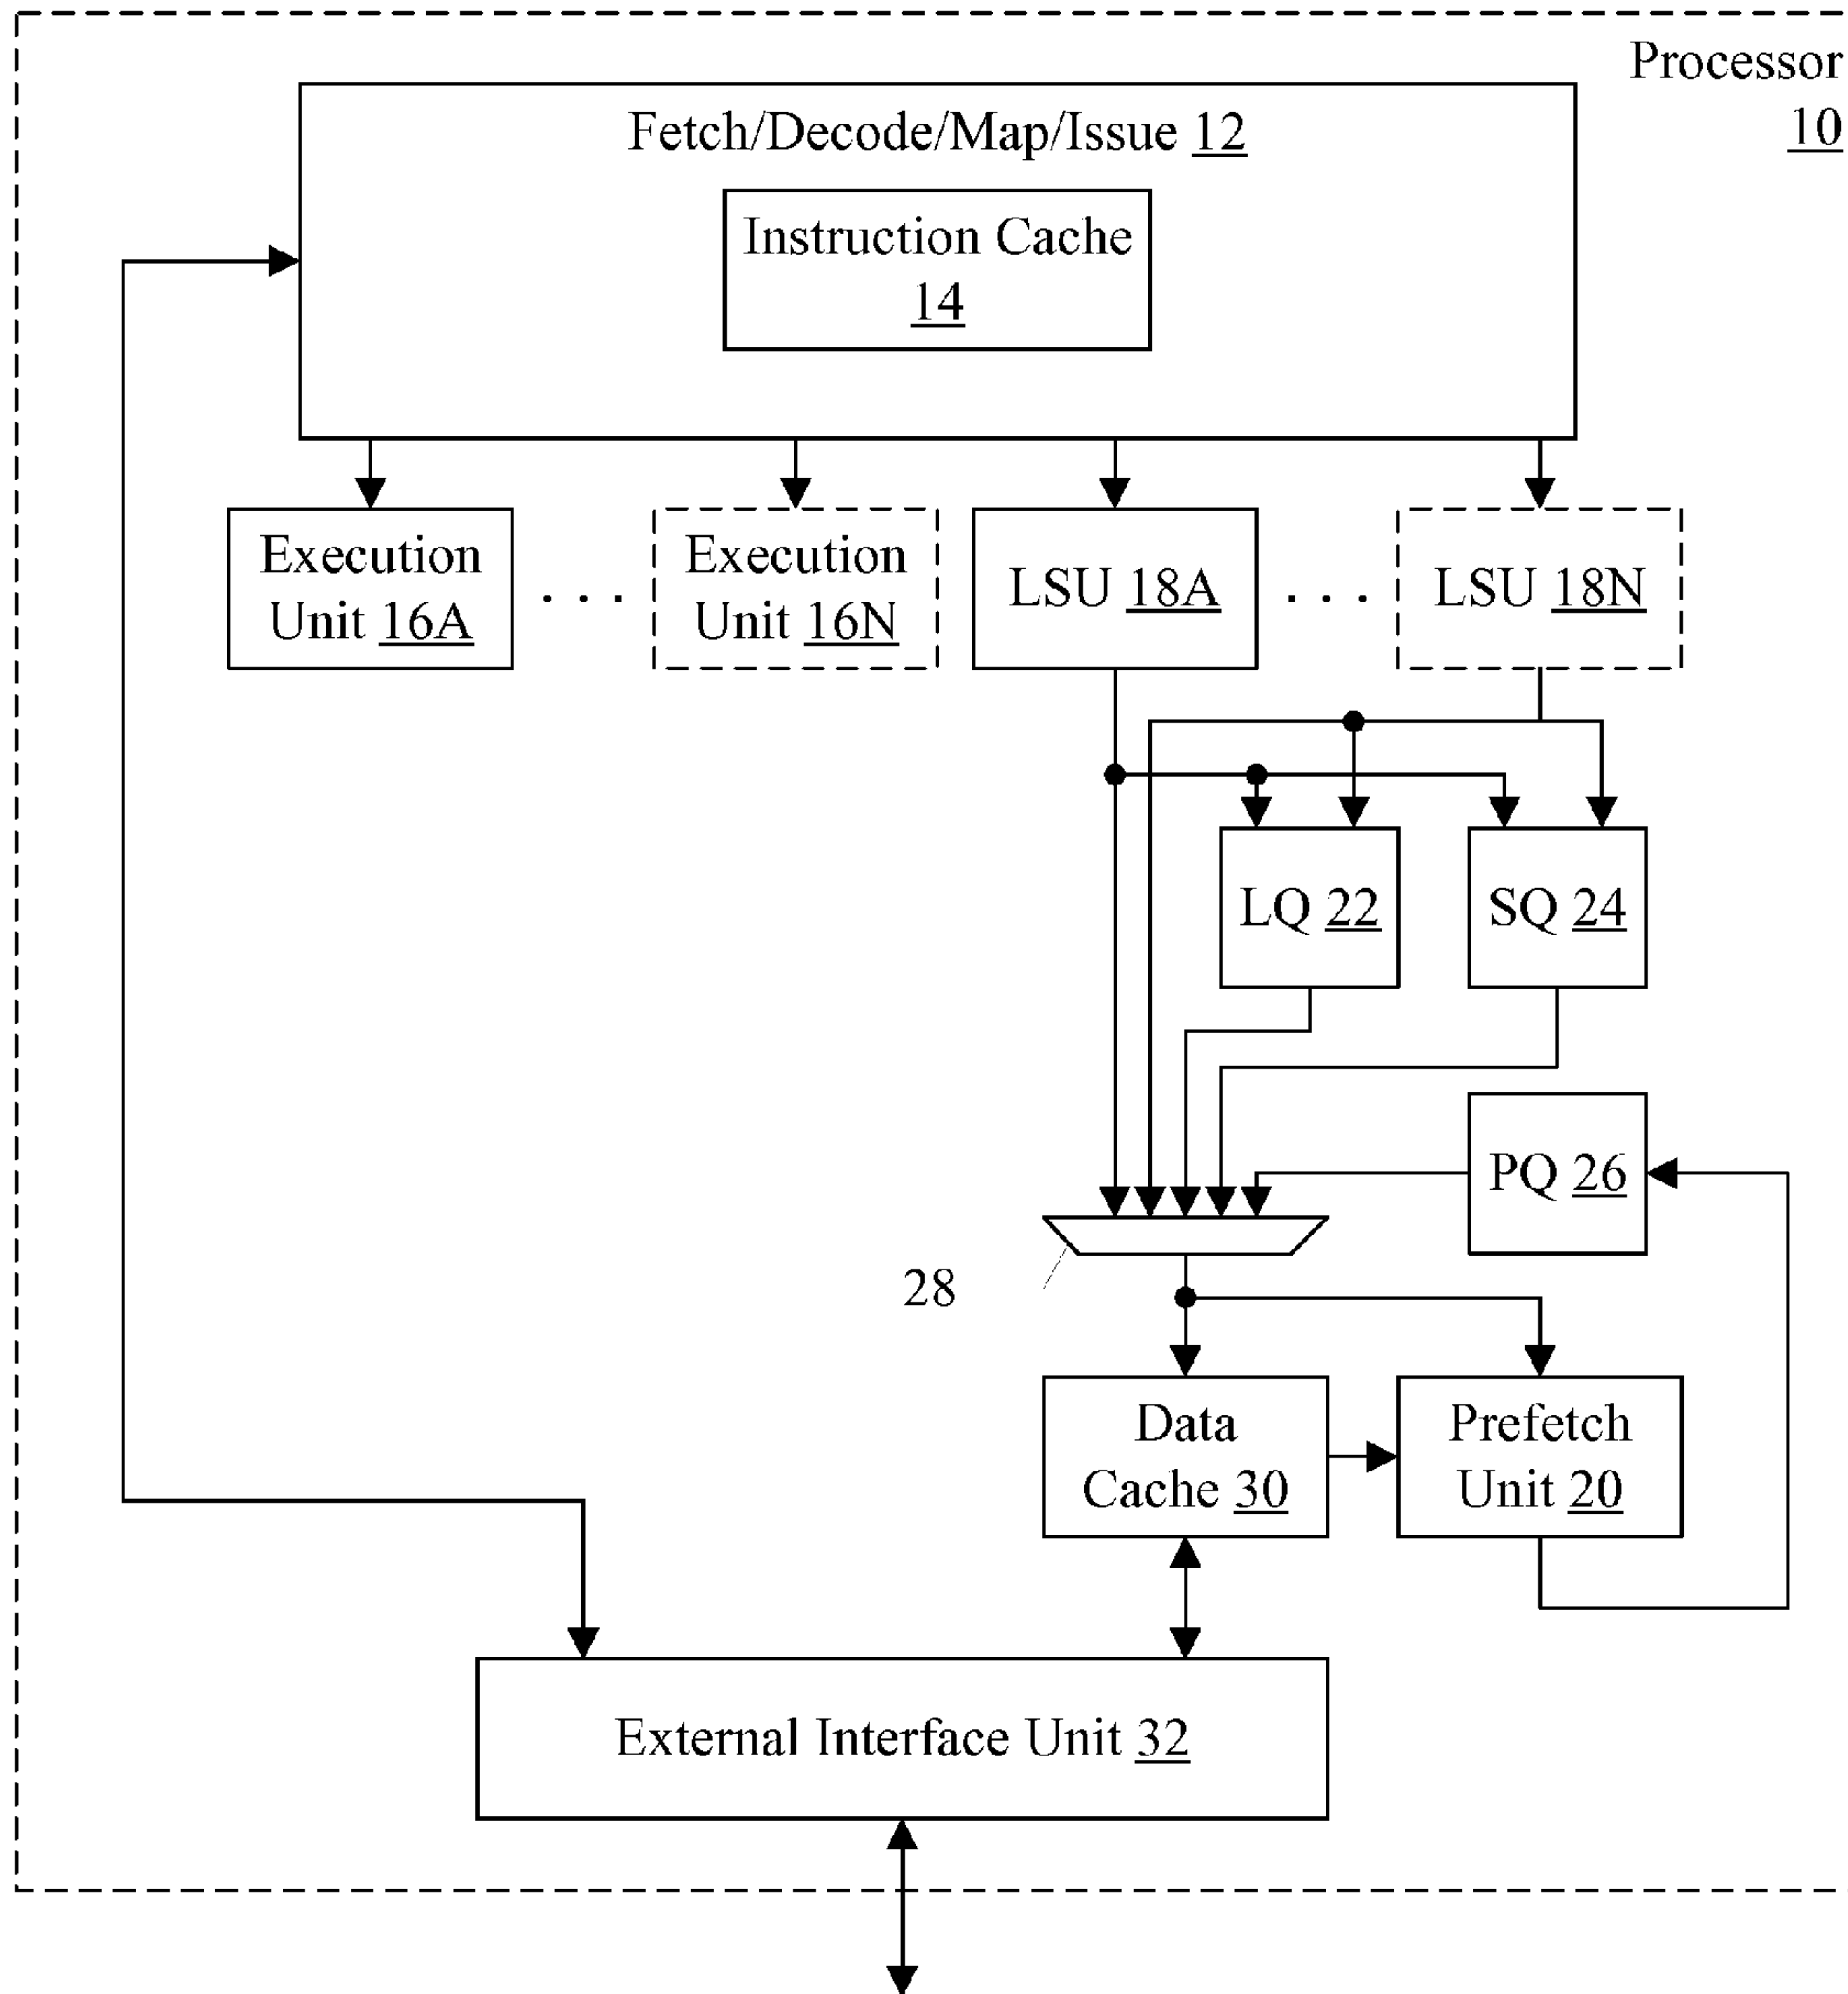 Processor
10
Fetch/Decode/Map/Issue 12
Instruction Cache
14
Execution
Unit 16A
. . .
Execution
Unit 16N
LSU 18A
. . .
LSU 18N
LQ 22
SQ 24
PQ 26
28
Data
Cache 30
Prefetch
Unit 20
External Interface Unit 32